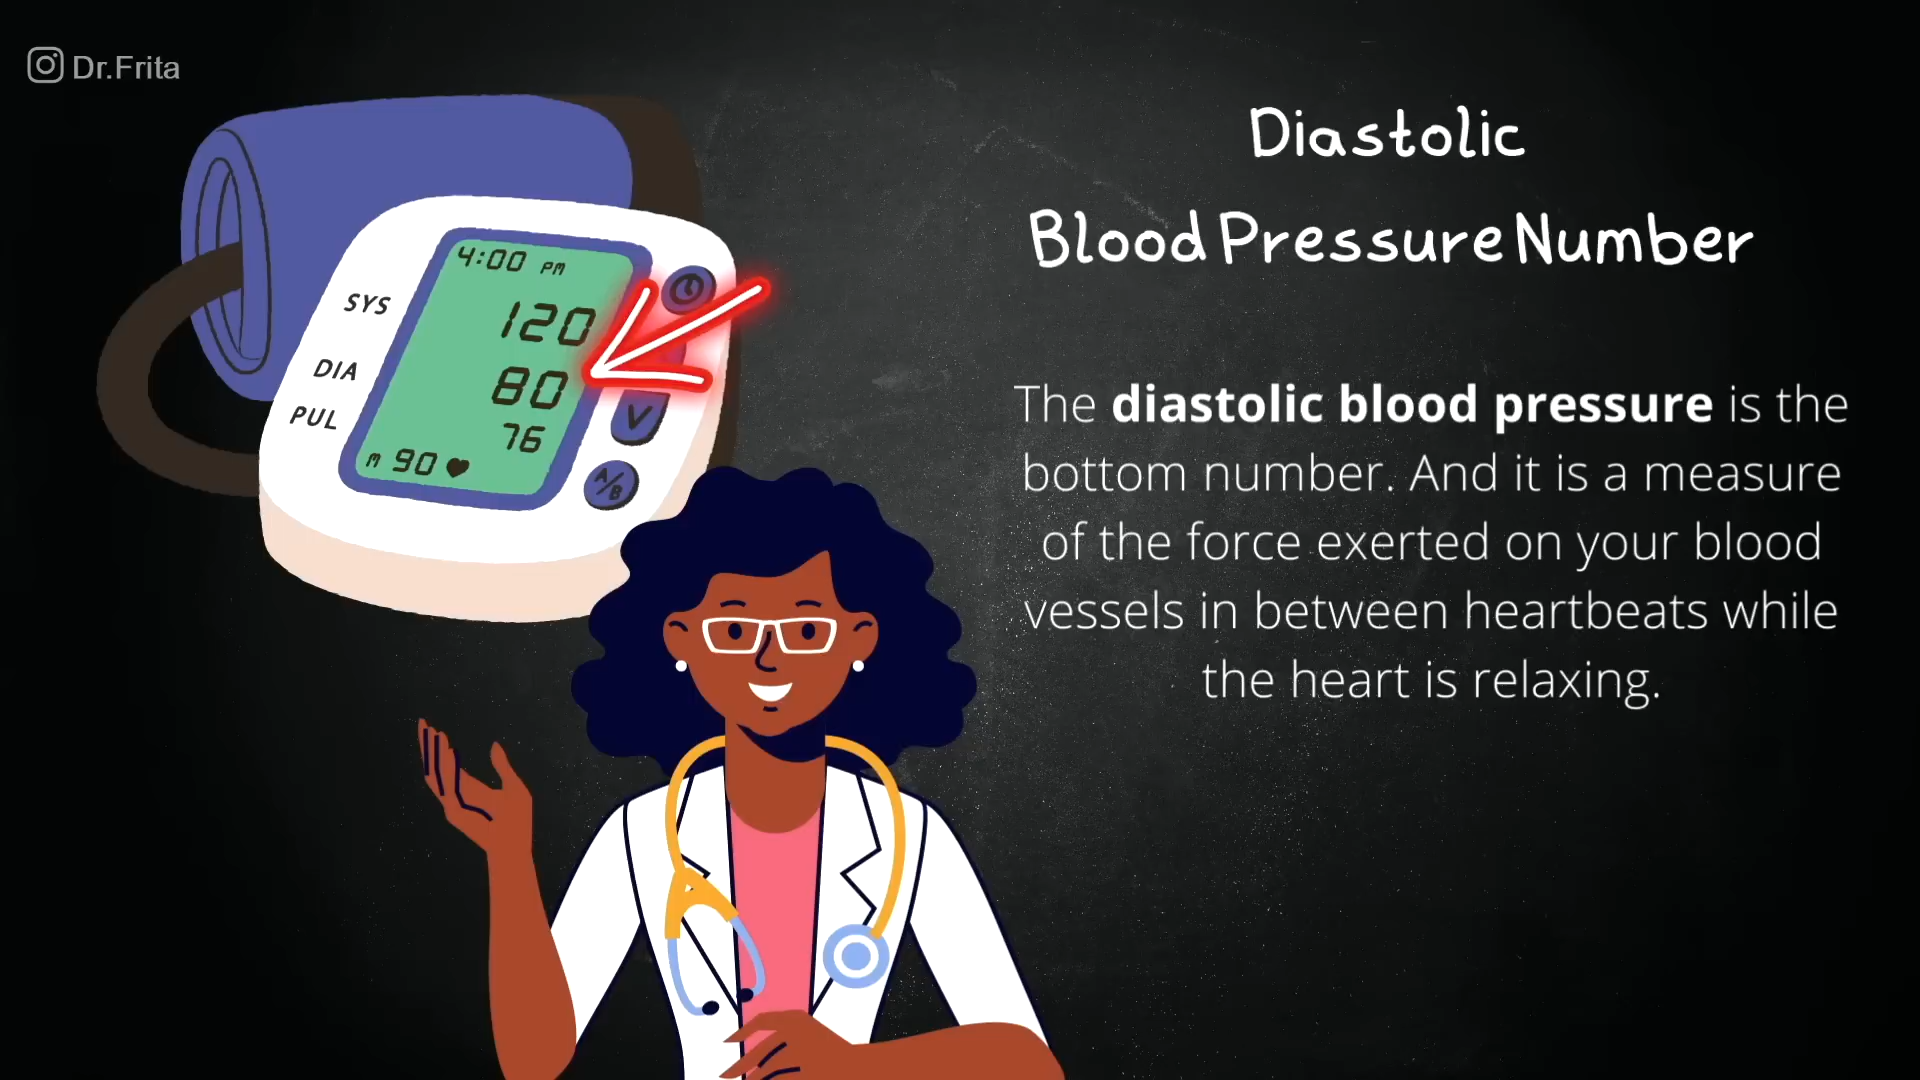 Dr.Frita
Diastolic
Blood Pressure Number
4:00 PM
SYS
120
DIA
80
PUL
76
m 90
V
A/B
The diastolic blood pressure is the
bottom number. And it is a measure
of the force exerted on your blood
vessels in between heartbeats while
the heart is relaxing.